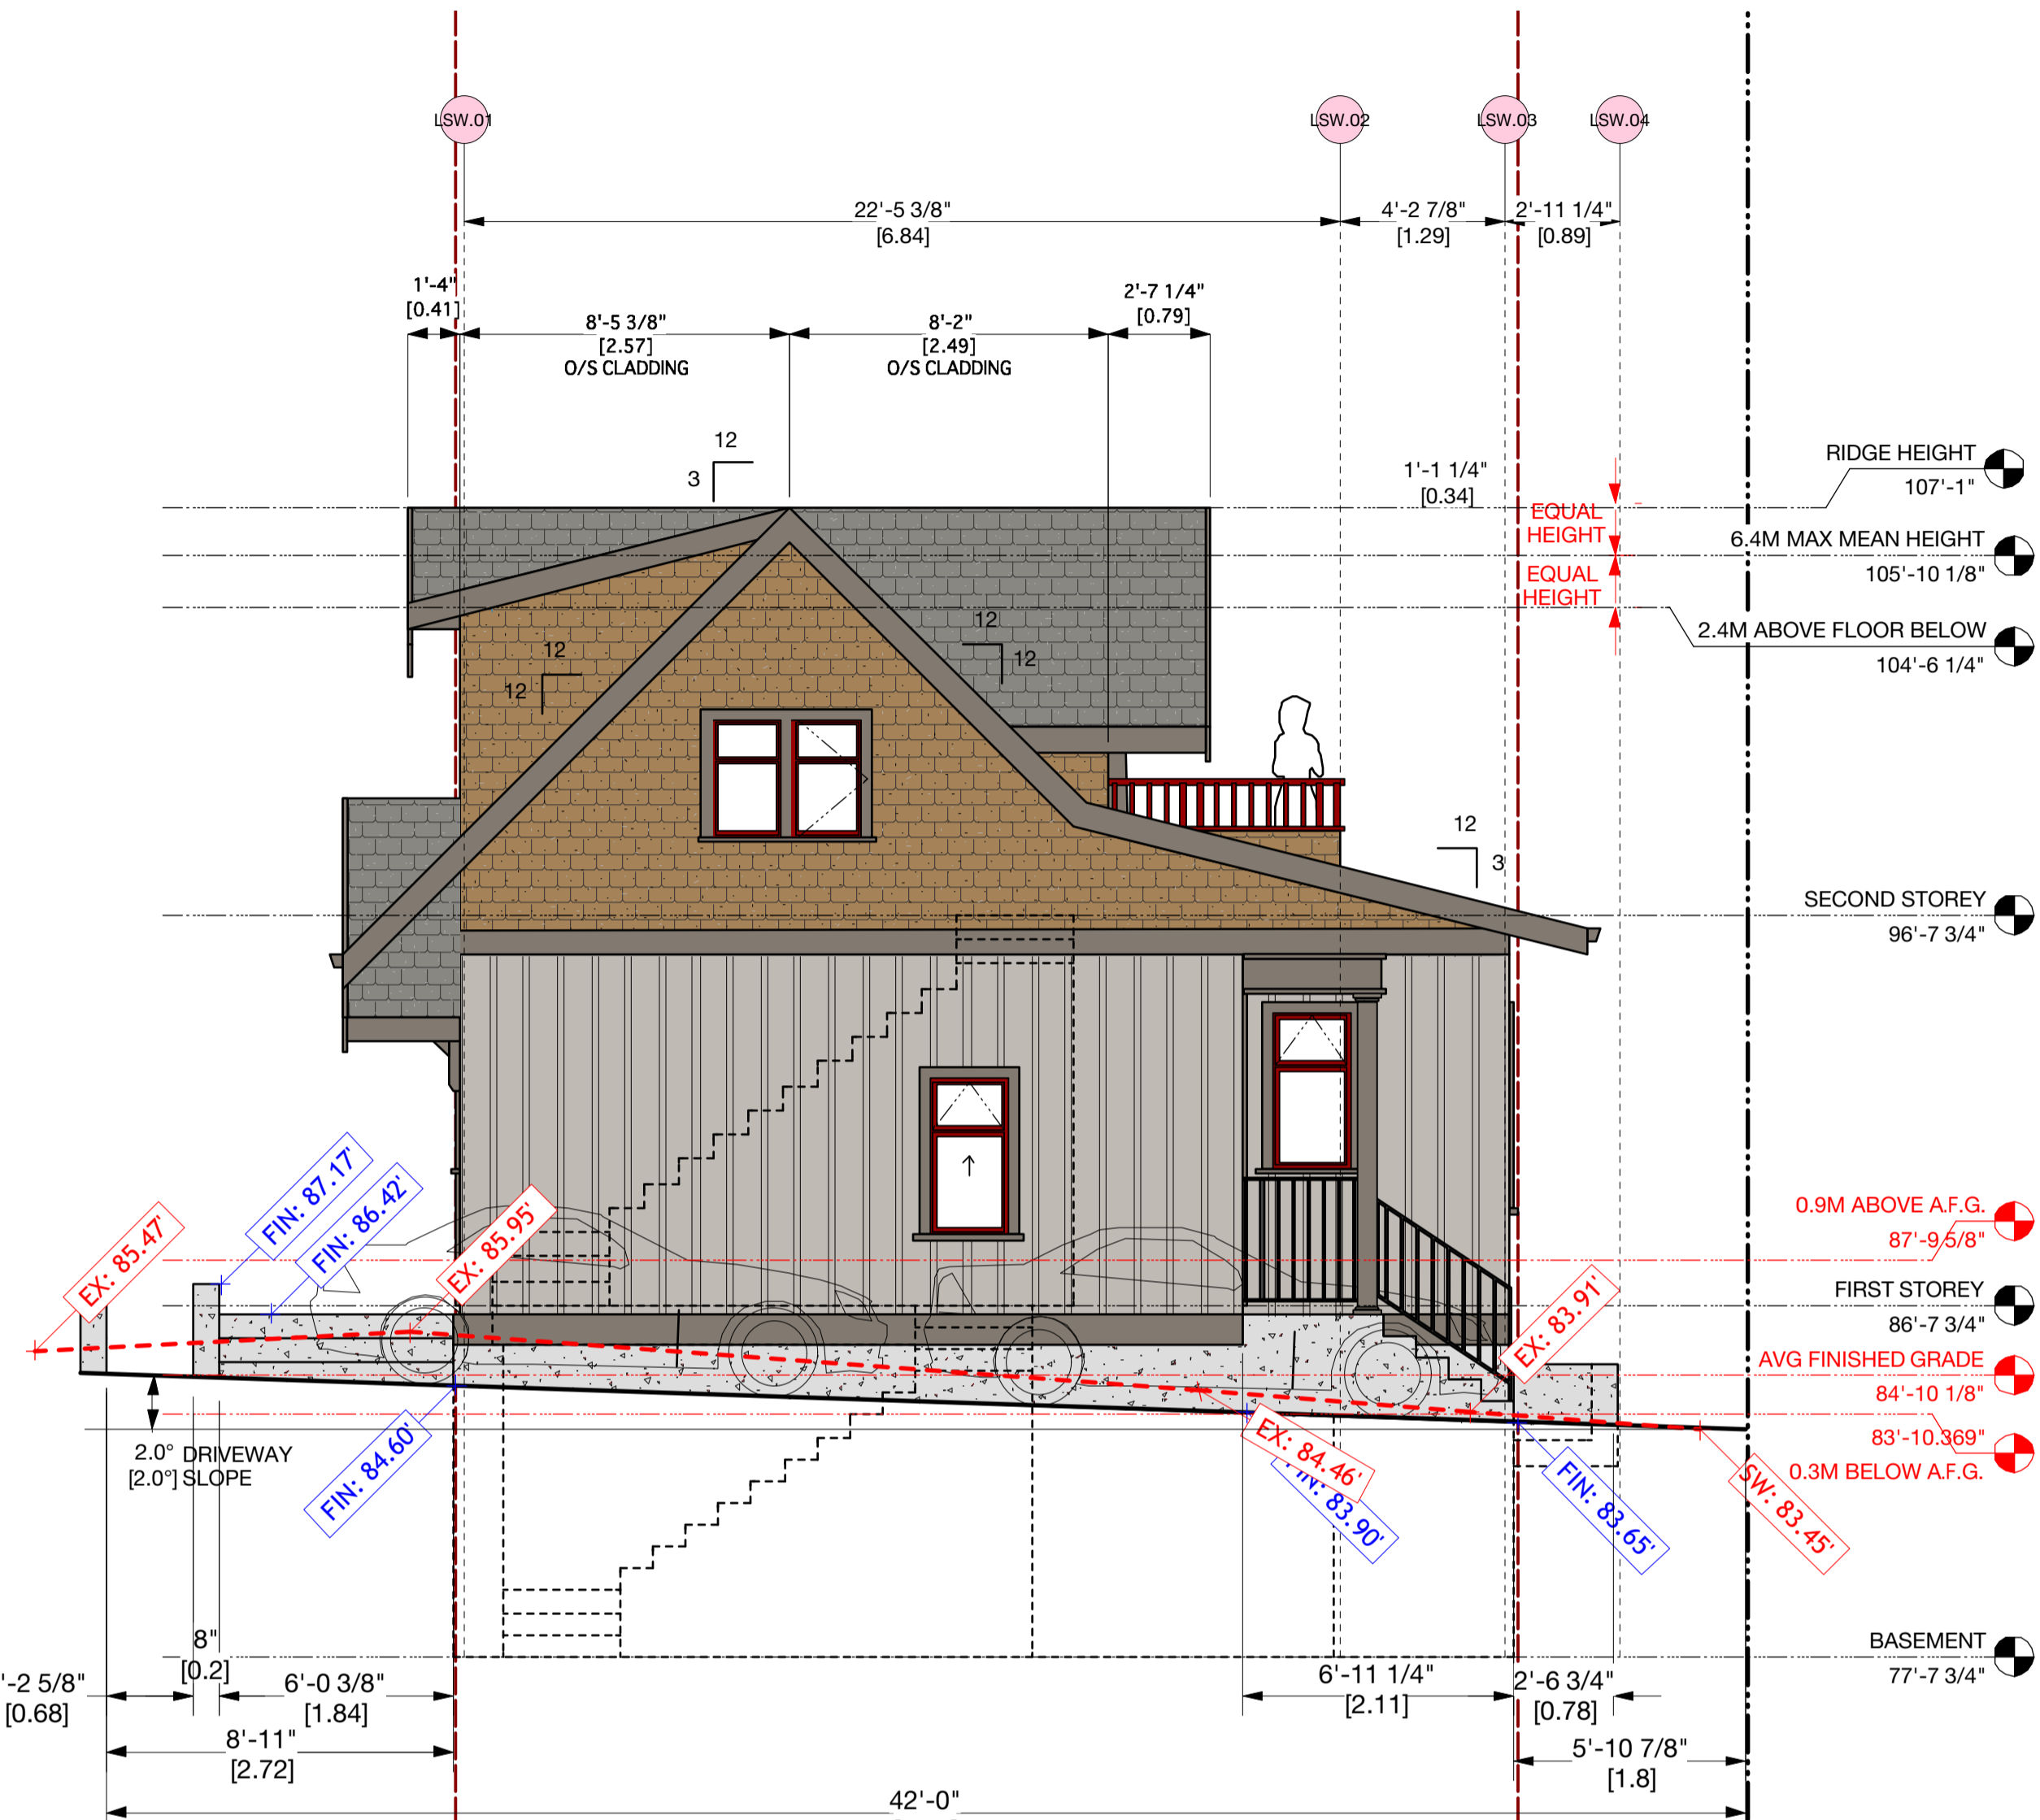 LSW.01
LSW.02
LSW.03
LSW.04
22'-5 3/8"
[6.84]
4'-2 7/8"
[1.29]
2'-11 1/4"
[0.89]
1'-4"
[0.41]
8'-5 3/8"
[2.57]
O/S CLADDING
8'-2"
[2.49]
O/S CLADDING
2'-7 1/4"
[0.79]
12
3
1'-1 1/4"
[0.34]
RIDGE HEIGHT
107'-1"
EQUAL
HEIGHT
6.4M MAX MEAN HEIGHT
105'-10 1/8"
EQUAL
HEIGHT
2.4M ABOVE FLOOR BELOW
104'-6 1/4"
12
12
12
12
12
3
SECOND STOREY
96'-7 3/4"
FIN: 87.17'
FIN: 86.42'
EX: 85.47'
EX: 85.95'
0.9M ABOVE A.F.G.
87'-9 5/8"
FIRST STOREY
86'-7 3/4"
EX: 83.91'
AVG FINISHED GRADE
84'-10 1/8"
83'-10.369"
0.3M BELOW A.F.G.
2.0° DRIVEWAY
[2.0°] SLOPE
FIN: 84.60'
EX: 84.46'
FIN: 83.90'
FIN: 83.65'
SW: 83.45'
BASEMENT
77'-7 3/4"
'-2 5/8"
[0.68]
8"
[0.2]
6'-0 3/8"
[1.84]
6'-11 1/4"
[2.11]
2'-6 3/4"
[0.78]
8'-11"
[2.72]
5'-10 7/8"
[1.8]
42'-0"